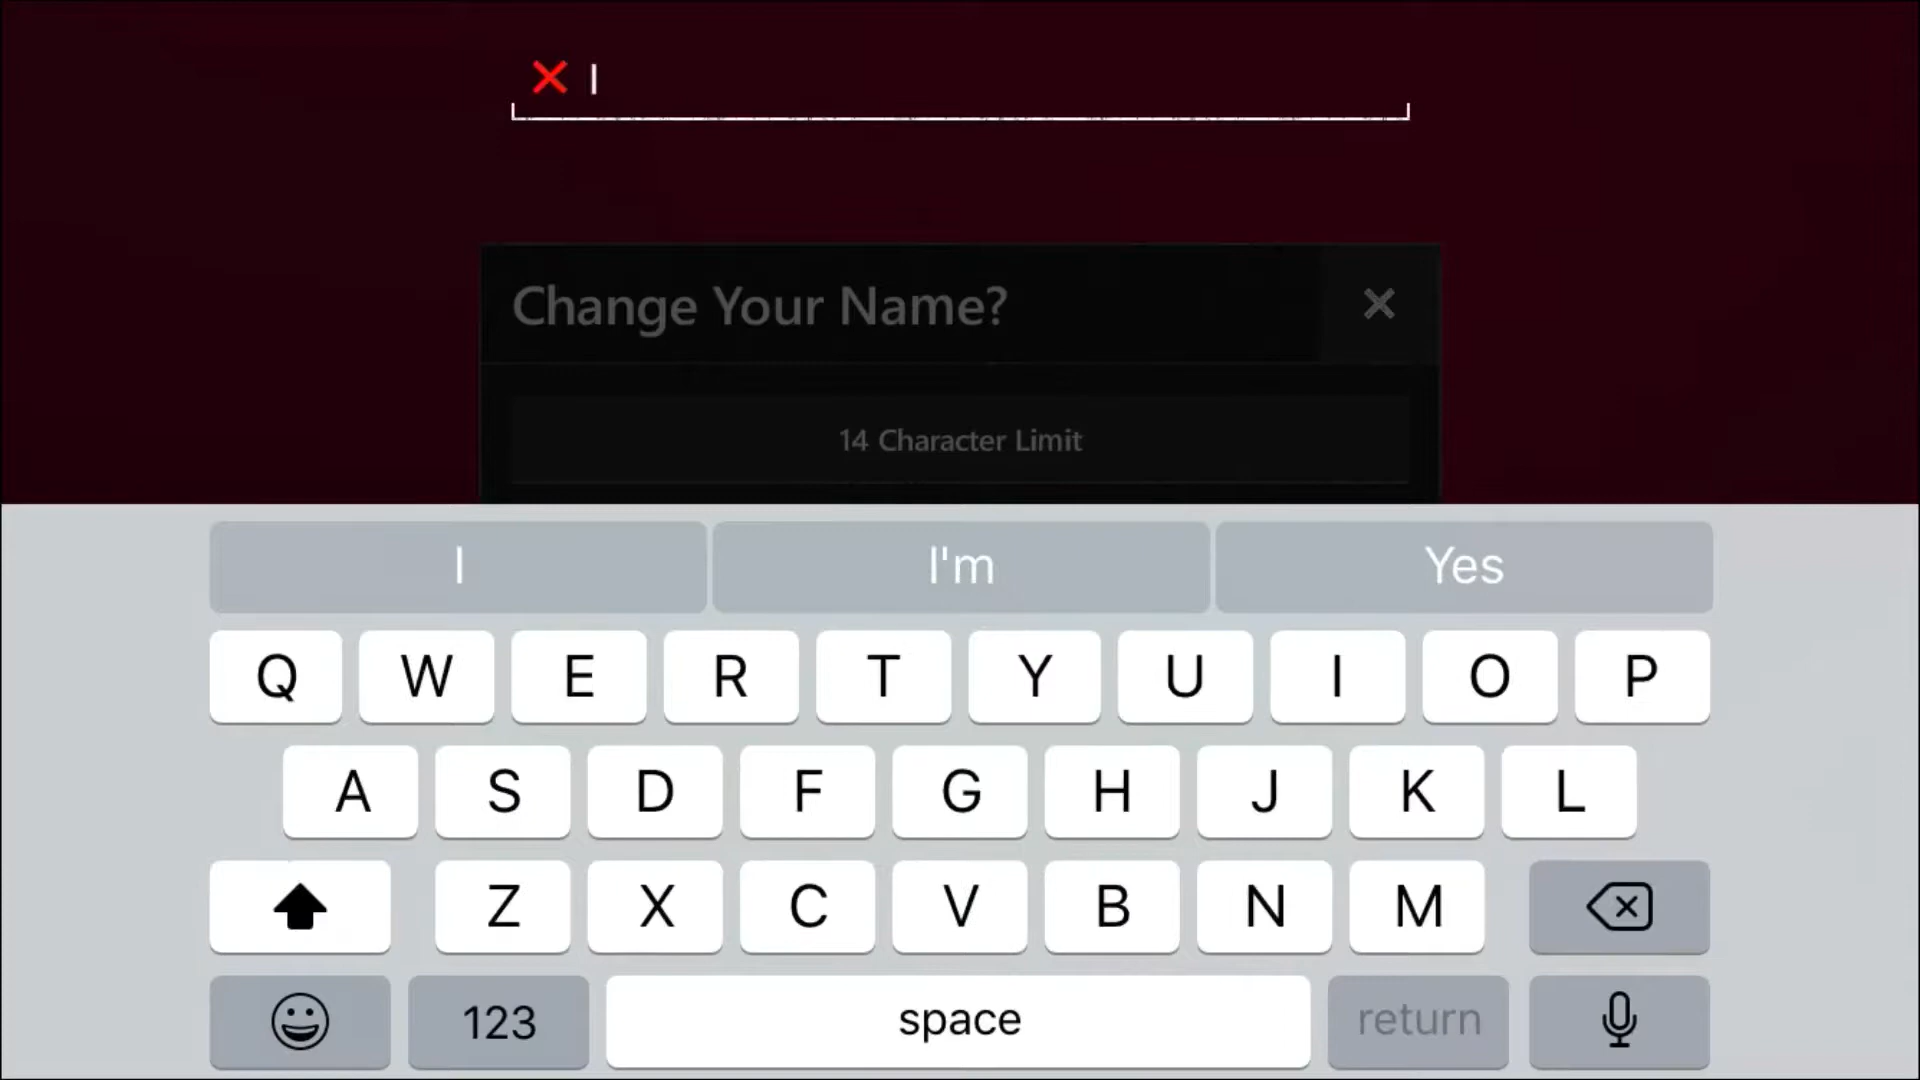 Change Your Name?
14 Character Limit
I I'm Yes
Q W E R T Y U I O P
A S D F G H J K L
Z X C V B N M
123 space return